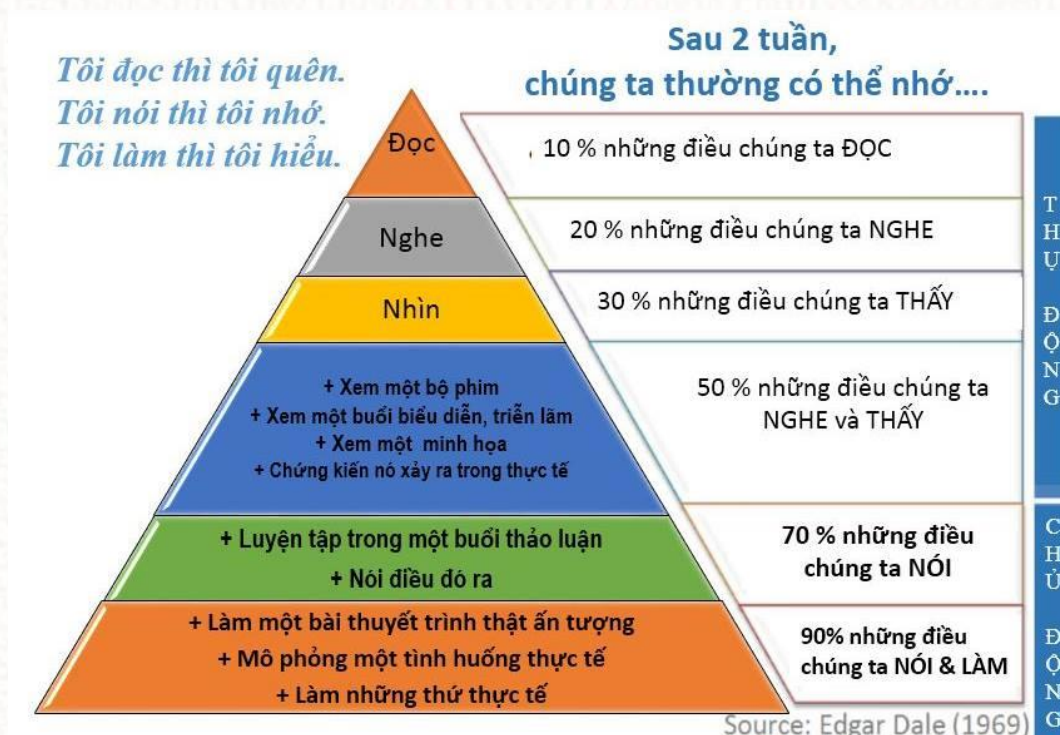 Tôi đọc thì tôi quên.
Tôi nói thì tôi nhớ.
Tôi làm thì tôi hiểu.
Sau 2 tuần,
chúng ta thường có thể nhớ....
Đọc
10 % những điều chúng ta ĐỌC
Nghe
20 % những điều chúng ta NGHE
Nhìn
30 % những điều chúng ta THẤY
+ Xem một bộ phim
+ Xem một buổi biểu diễn, triễn lãm
+ Xem một minh họa
+ Chứng kiến nó xảy ra trong thực tế
50 % những điều chúng ta
NGHE và THẤY
+ Luyện tập trong một buổi thảo luận
+ Nói điều đó ra
70 % những điều
chúng ta NÓI
+ Làm một bài thuyết trình thật ấn tượng
+ Mô phỏng một tình huống thực tế
+ Làm những thứ thực tế
90% những điều
chúng ta NÓI & LÀM
T
H
Ụ
Đ
Ộ
N
G
C
H
Ủ
Đ
Ộ
N
G
Source: Edgar Dale (1969)